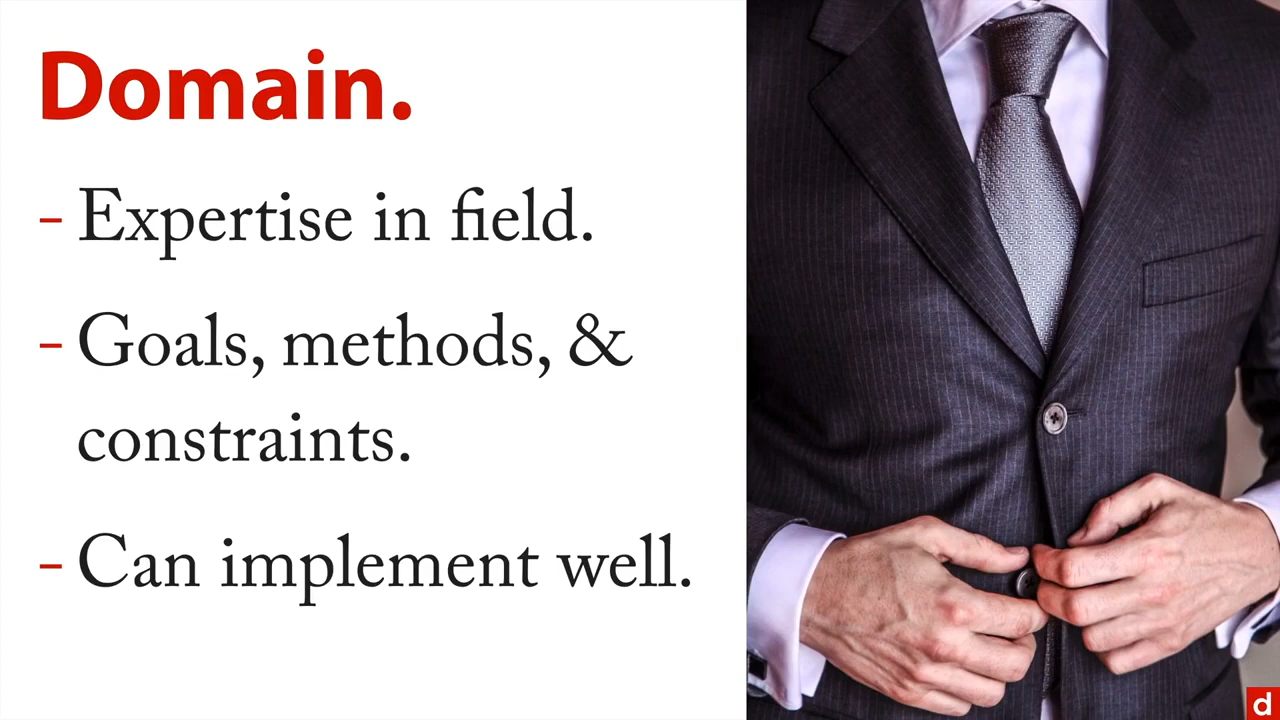 Domain.
- Expertise in field.
- Goals, methods, &
constraints.
- Can implement well.
d